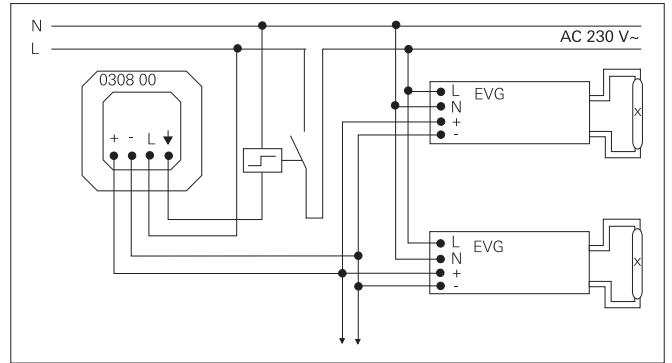 N
AC 230 V~
L
0308 00
+ - L ↓
L EVG
N
+
-
L EVG
N
+
-
X
X